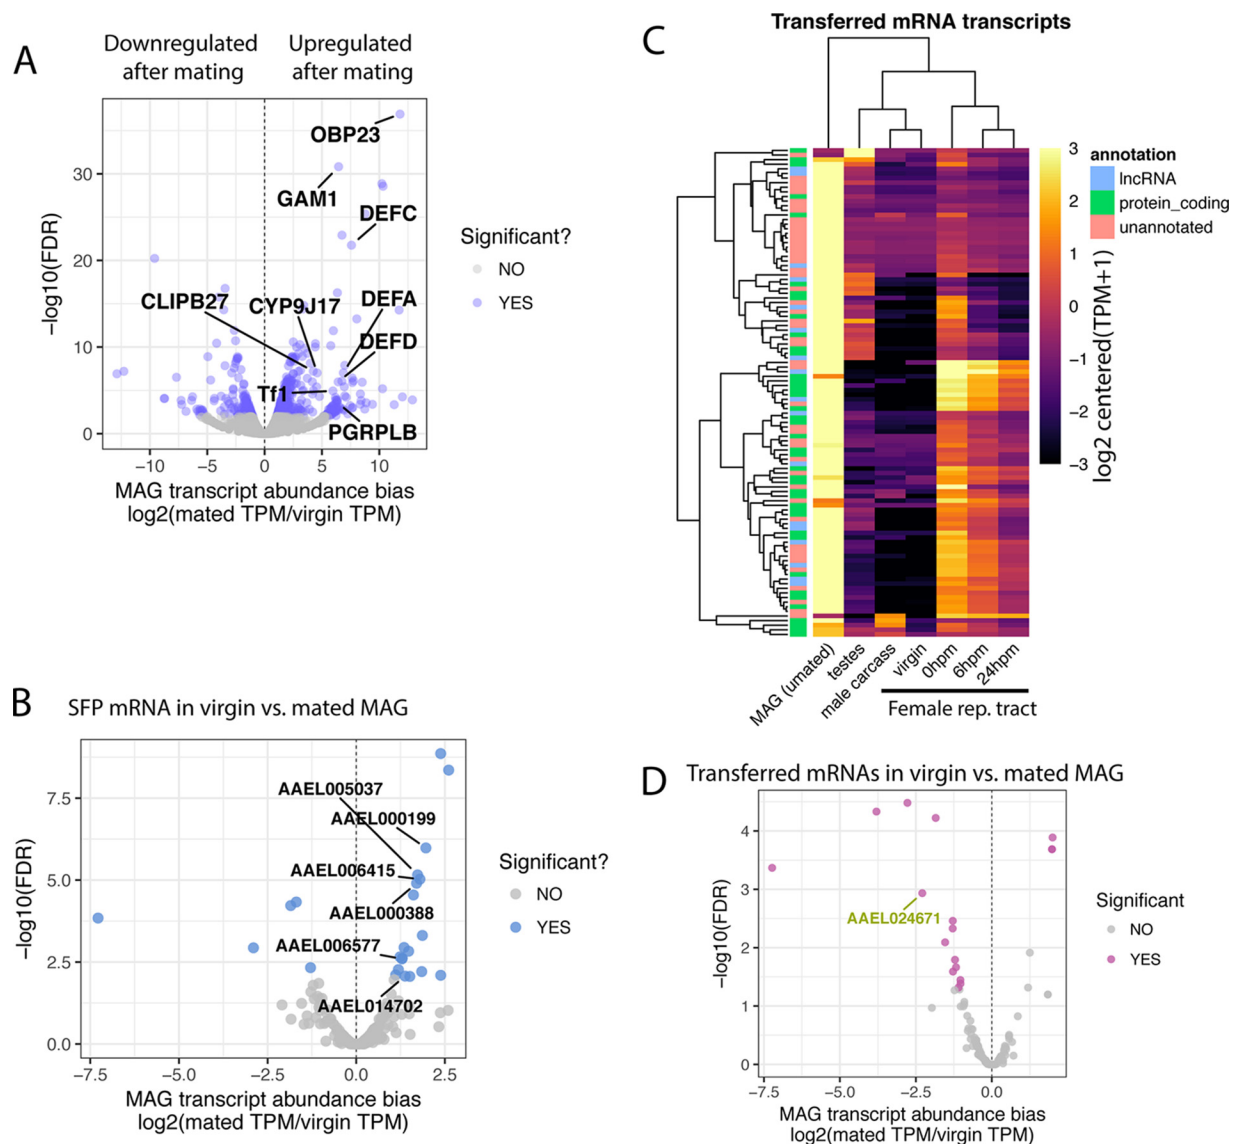 A
Downregulated
after mating
Upregulated
after mating
OBP23
GAM1
DEFC
CLIPB27
CYP9J17
DEFA
DEFD
Tf1
PGRPLB
30
20
10
0
−10
−5
0
5
10
−log10(FDR)
MAG transcript abundance bias
log2(mated TPM/virgin TPM)
Significant?
NO
YES
C
Transferred mRNA transcripts
3
2
1
0
−1
−2
−3
log2 centered(TPM+1)
annotation
lncRNA
protein_coding
unannotated
MAG (umated)
testes
male carcass
virgin
0hpm
6hpm
24hpm
Female rep. tract
B
SFP mRNA in virgin vs. mated MAG
AAEL005037
AAEL000199
AAEL006415
AAEL000388
AAEL006577
AAEL014702
7.5
5.0
2.5
0.0
−7.5
−5.0
−2.5
0.0
2.5
−log10(FDR)
MAG transcript abundance bias
log2(mated TPM/virgin TPM)
Significant?
NO
YES
D
Transferred mRNAs in virgin vs. mated MAG
AAEL024671
4
3
2
1
0
−7.5
−5.0
−2.5
0.0
−log10(FDR)
MAG transcript abundance bias
log2(mated TPM/virgin TPM)
Significant
NO
YES